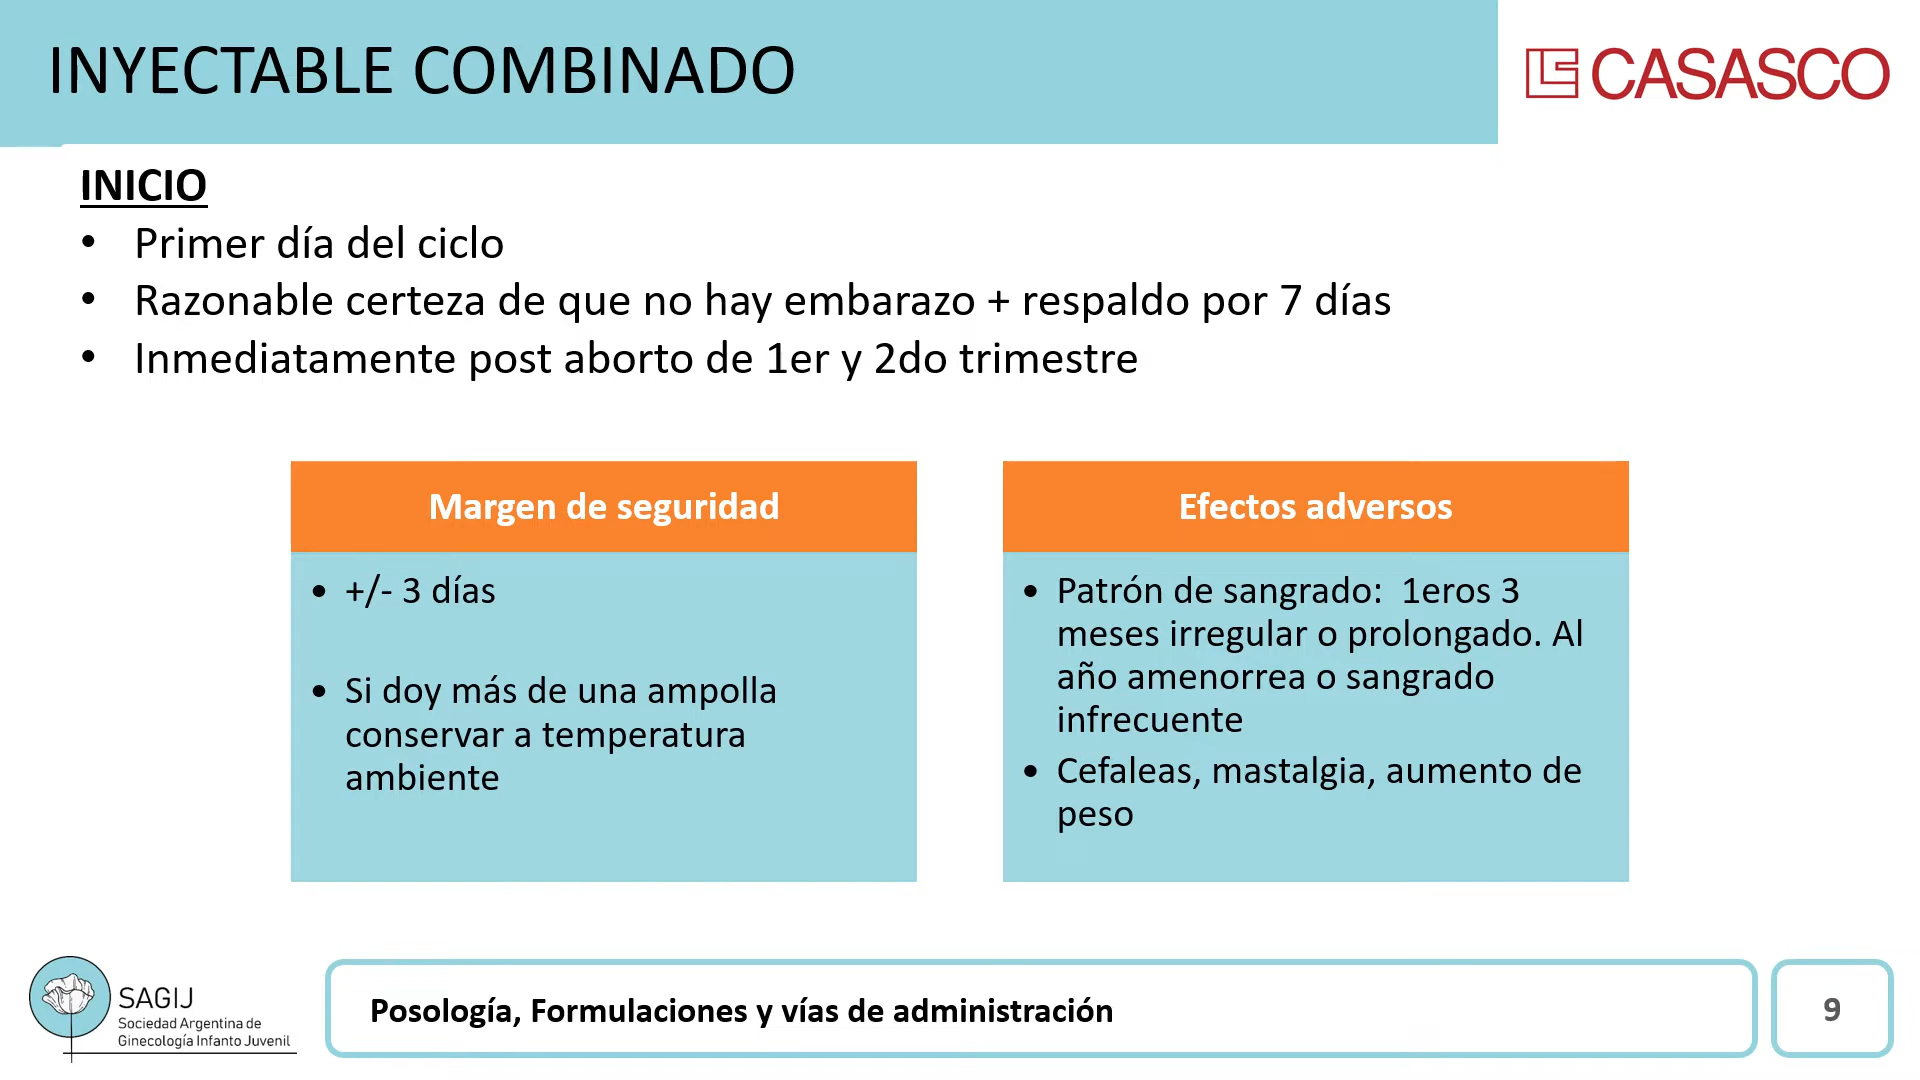 INYECTABLE COMBINADO
CASASCO
INICIO
• Primer día del ciclo
• Razonable certeza de que no hay embarazo + respaldo por 7 días
• Inmediatamente post aborto de 1er y 2do trimestre
Margen de seguridad
• +/- 3 días
• Si doy más de una ampolla
conservar a temperatura
ambiente
Efectos adversos
• Patrón de sangrado: 1eros 3
meses irregular o prolongado. Al
año amenorrea o sangrado
infrecuente
• Cefaleas, mastalgia, aumento de
peso
SAGIJ
Sociedad Argentina de
Ginecología Infanto Juvenil
Posología, Formulaciones y vías de administración
9